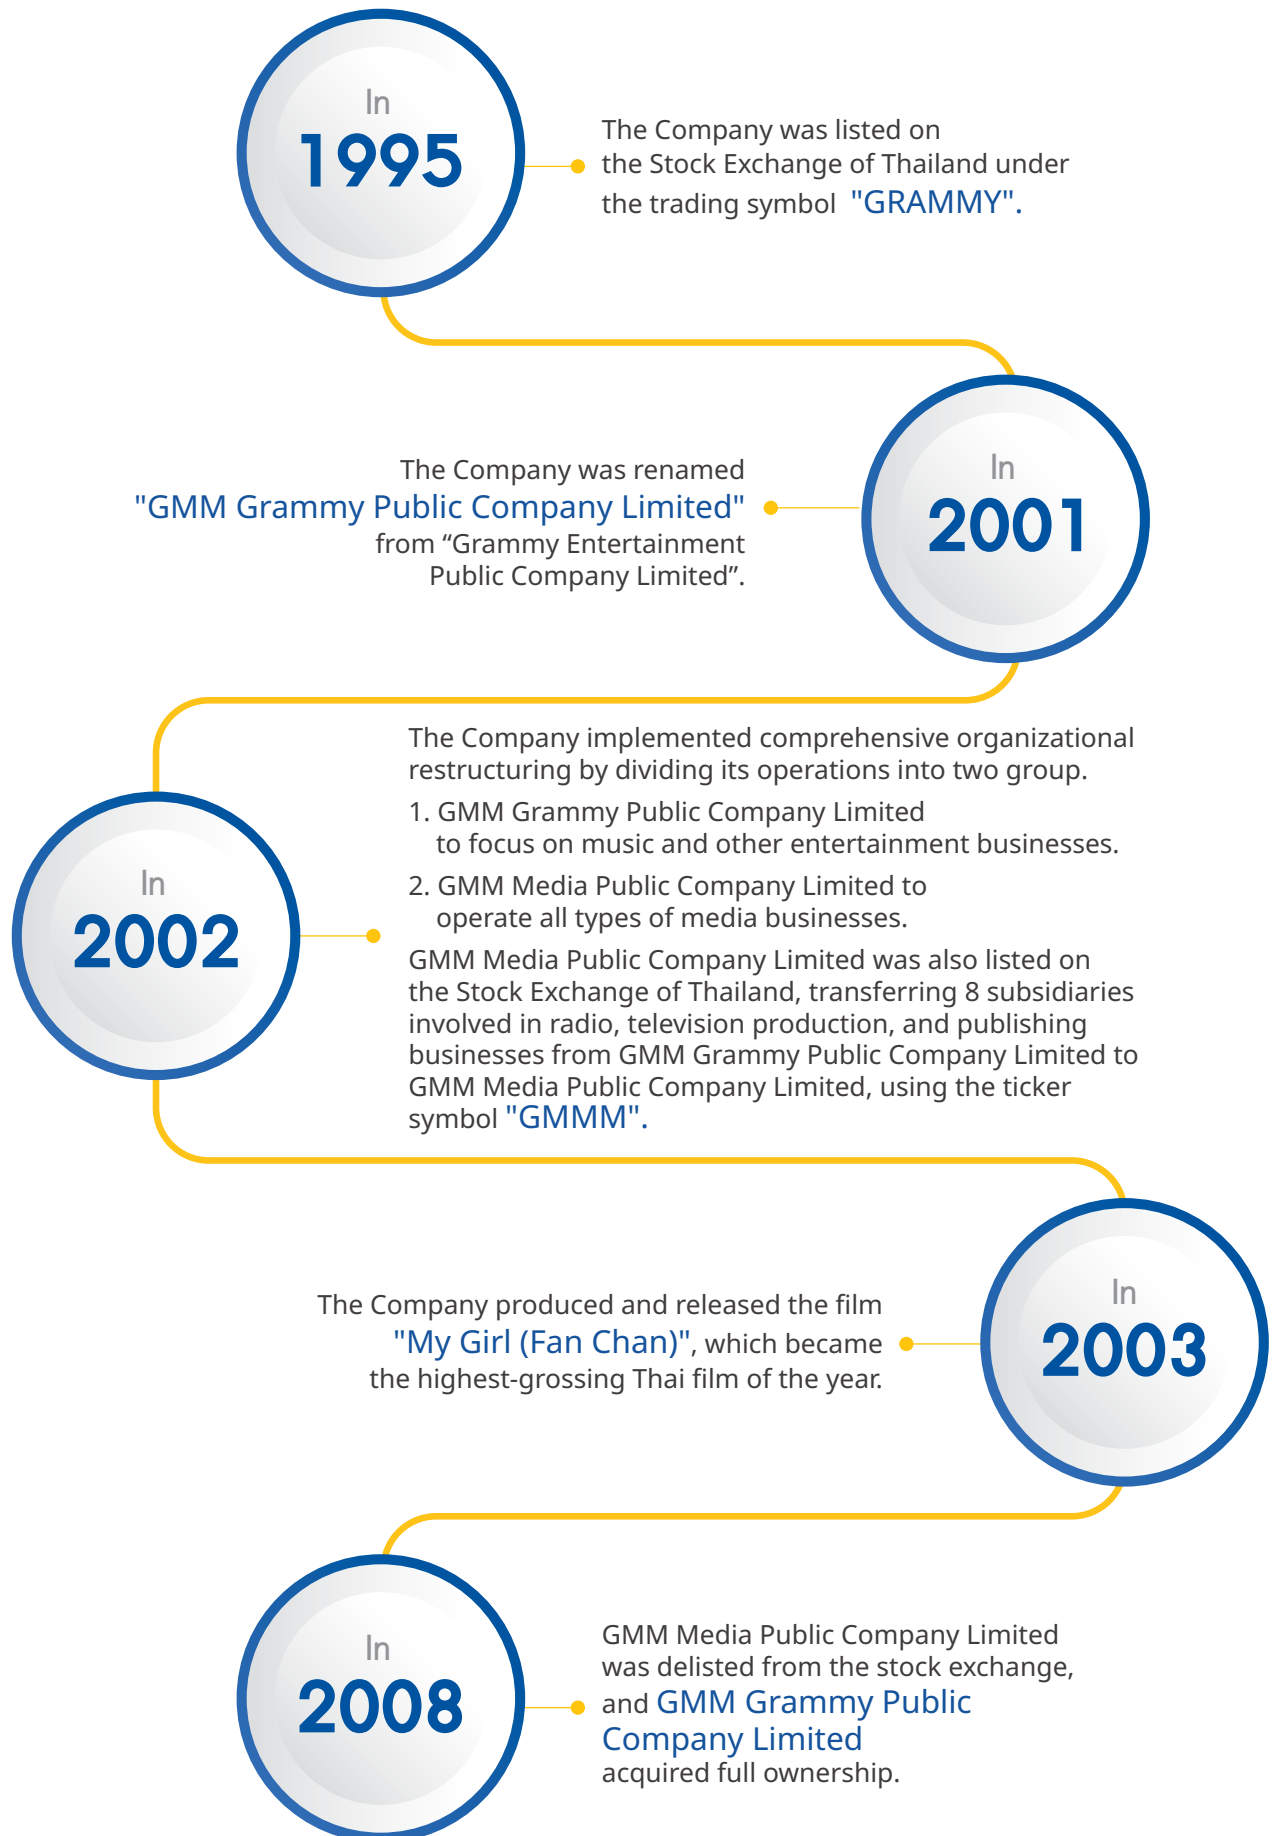 In
1995
The Company was listed on
the Stock Exchange of Thailand under
the trading symbol "GRAMMY".
In
2001
The Company was renamed
"GMM Grammy Public Company Limited"
from “Grammy Entertainment
Public Company Limited”.
In
2002
The Company implemented comprehensive organizational
restructuring by dividing its operations into two group.
1. GMM Grammy Public Company Limited
to focus on music and other entertainment businesses.
2. GMM Media Public Company Limited to
operate all types of media businesses.
GMM Media Public Company Limited was also listed on
the Stock Exchange of Thailand, transferring 8 subsidiaries
involved in radio, television production, and publishing
businesses from GMM Grammy Public Company Limited to
GMM Media Public Company Limited, using the ticker
symbol "GMMM".
In
2003
The Company produced and released the film
"My Girl (Fan Chan)", which became
the highest-grossing Thai film of the year.
In
2008
GMM Media Public Company Limited
was delisted from the stock exchange,
and GMM Grammy Public
Company Limited
acquired full ownership.